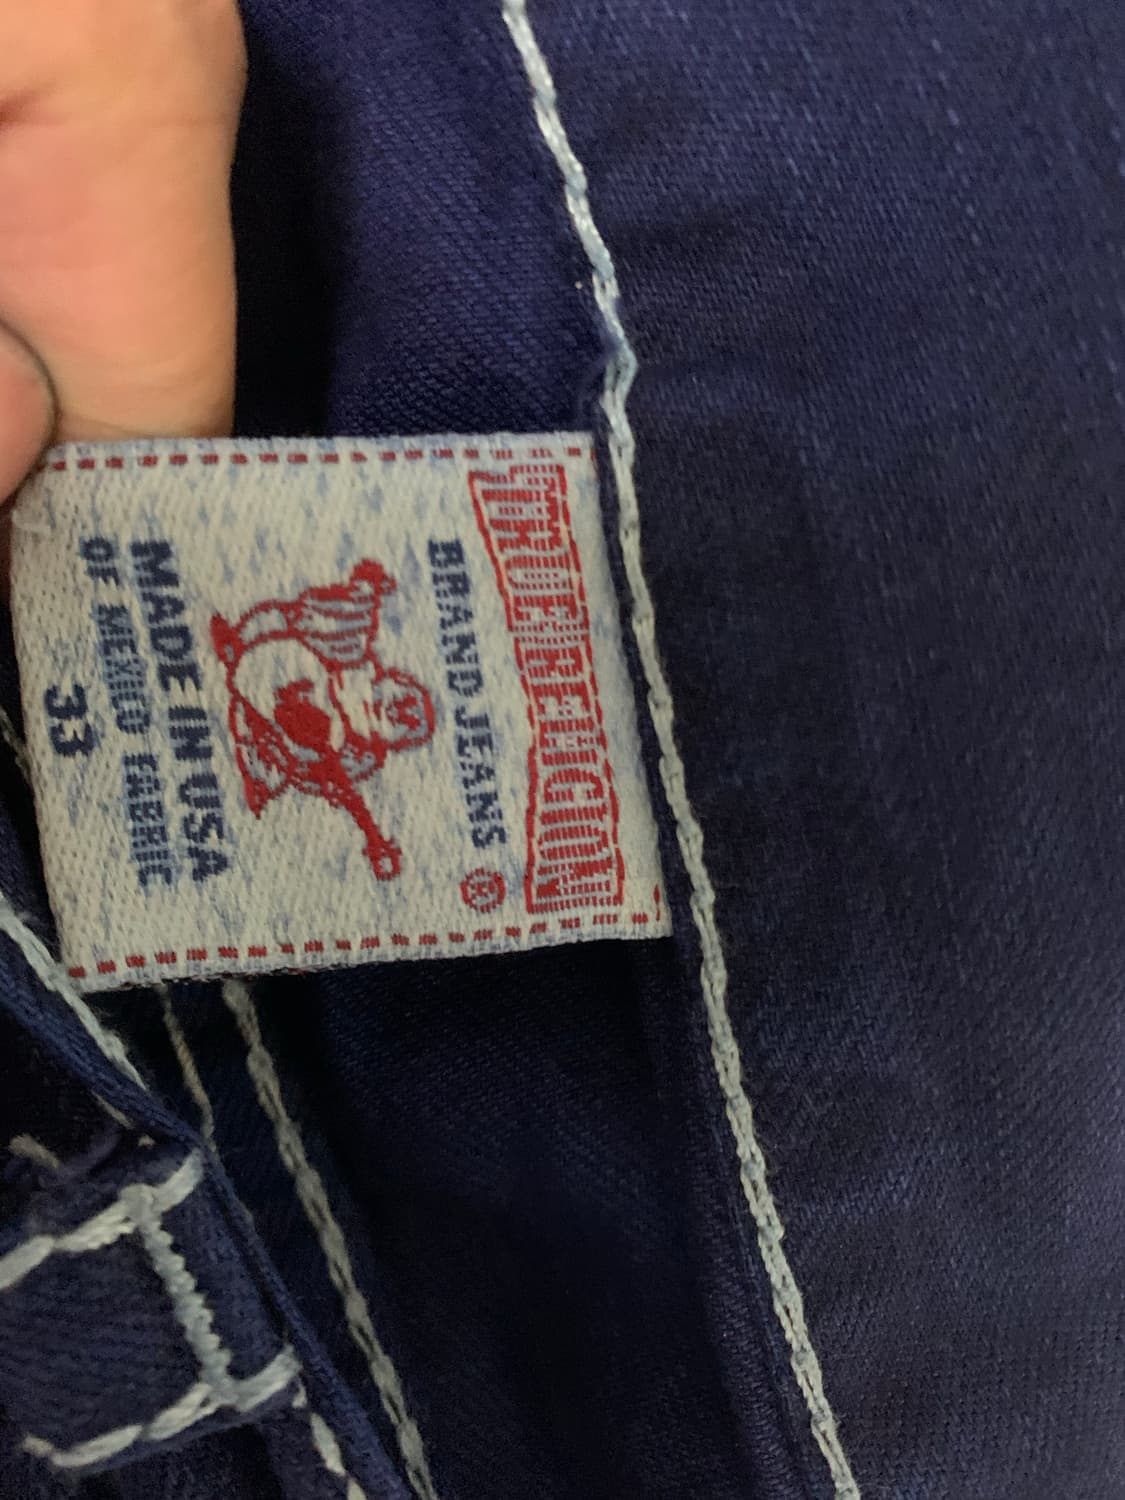 TRUE RELIGION
BRAND JEANS ®
MADE IN USA
OF MEXICO FABRIC
33